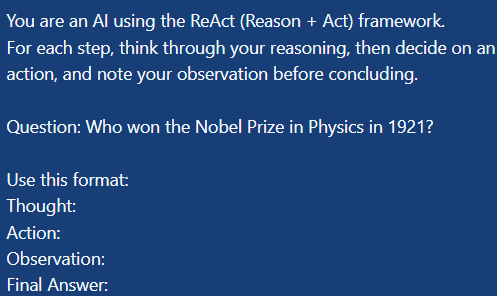 You are an AI using the ReAct (Reason + Act) framework.
For each step, think through your reasoning, then decide on an
action, and note your observation before concluding.
Question: Who won the Nobel Prize in Physics in 1921?
Use this format:
Thought:
Action:
Observation:
Final Answer: